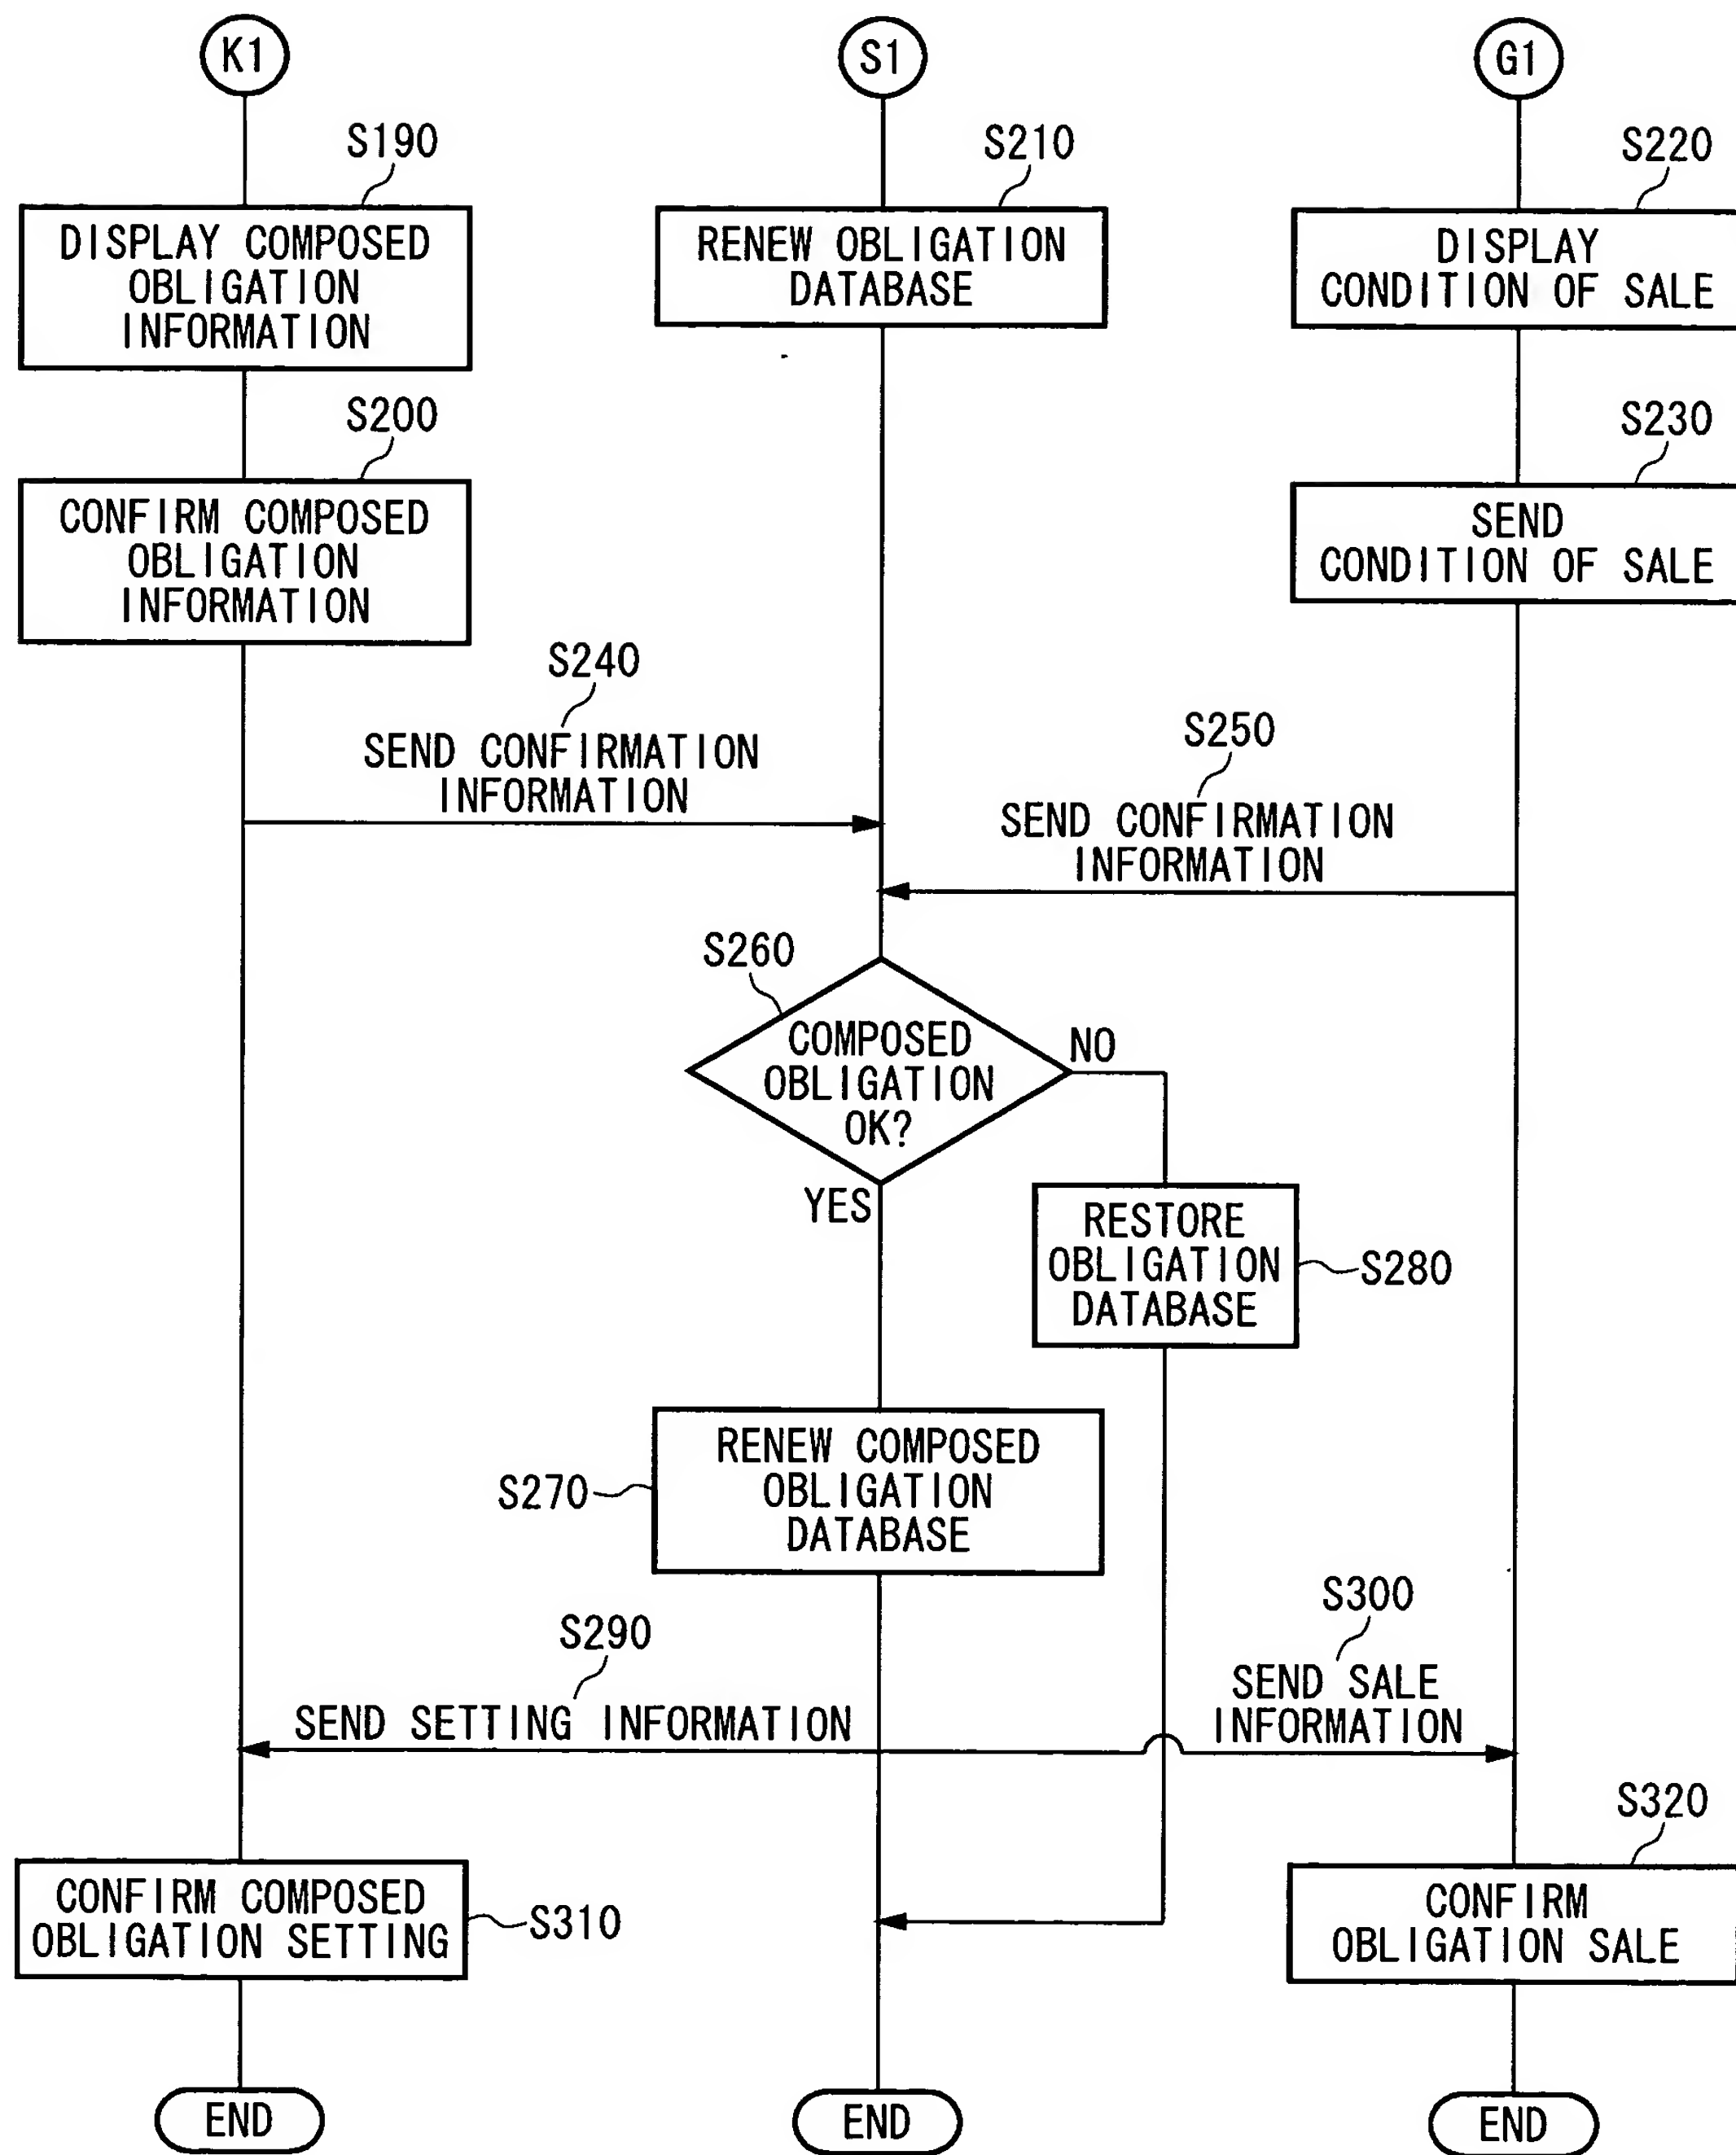 K1
S1
G1
S190
S210
S220
DISPLAY COMPOSED
OBLIGATION
INFORMATION
RENEW OBLIGATION
DATABASE
DISPLAY
CONDITION OF SALE
S200
S230
CONFIRM COMPOSED
OBLIGATION
INFORMATION
SEND
CONDITION OF SALE
S240
SEND CONFIRMATION
INFORMATION
S250
SEND CONFIRMATION
INFORMATION
S260
COMPOSED
OBLIGATION
OK?
NO
YES
RESTORE
OBLIGATION
DATABASE
S280
RENEW COMPOSED
OBLIGATION
DATABASE
S270
S290
SEND SETTING INFORMATION
S300
SEND SALE
INFORMATION
S320
CONFIRM COMPOSED
OBLIGATION SETTING
S310
CONFIRM
OBLIGATION SALE
END
END
END